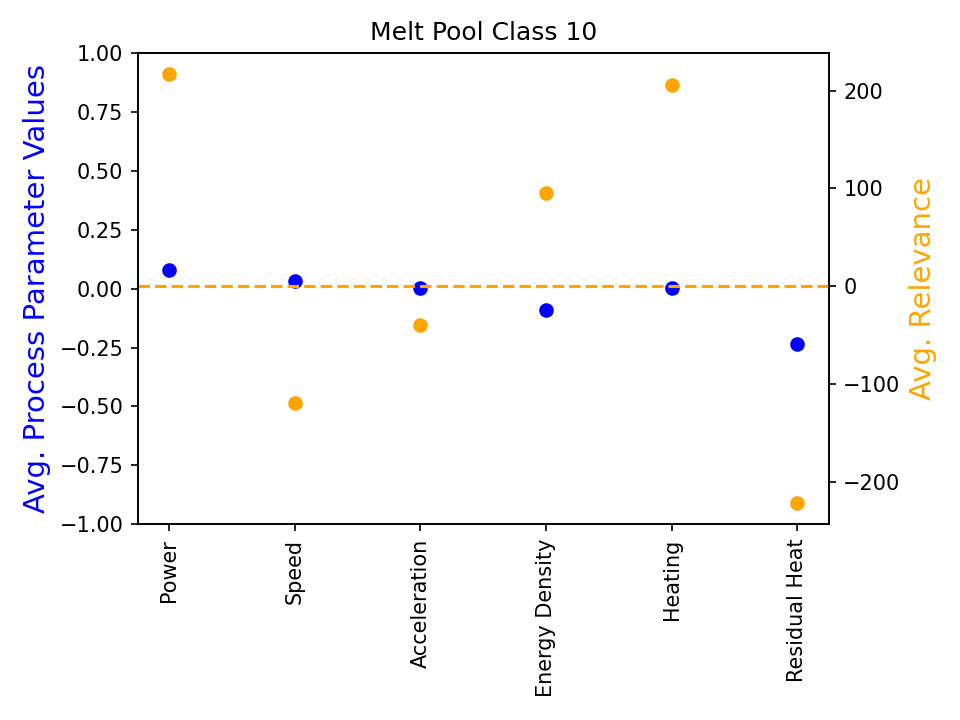 Melt Pool Class 10
Avg. Process Parameter Values
1.00
0.75
0.50
0.25
0.00
−0.25
−0.50
−0.75
−1.00
200
100
0
−100
−200
Avg. Relevance
Power
Speed
Acceleration
Energy Density
Heating
Residual Heat